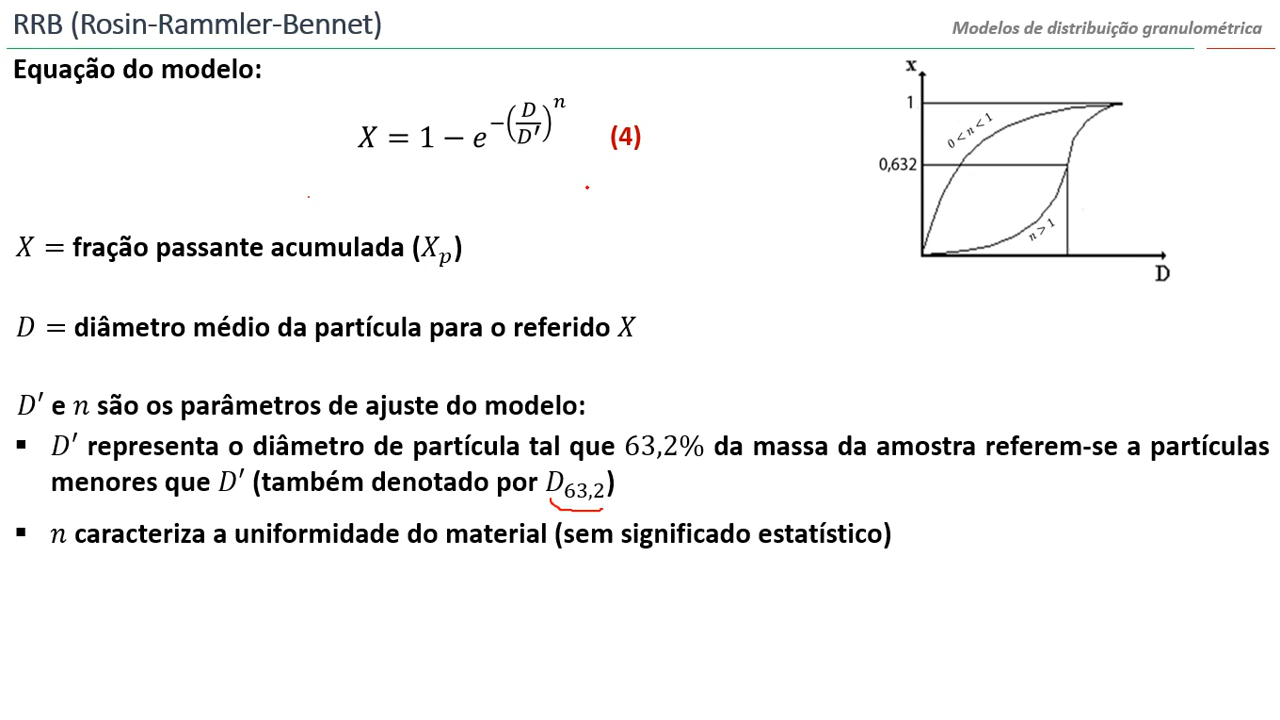 RRB (Rosin-Rammler-Bennet)
Modelos de distribuição granulométrica
Equação do modelo:
X = 1 − e^{−(D/D′)^n} (4)
x
1
0 < n < 1
0,632
n > 1
D
X = fração passante acumulada (X_p)
D = diâmetro médio da partícula para o referido X
D′ e n são os parâmetros de ajuste do modelo:
▪ D′ representa o diâmetro de partícula tal que 63,2% da massa da amostra referem-se a partículas
menores que D′ (também denotado por D_{63,2})
▪ n caracteriza a uniformidade do material (sem significado estatístico)